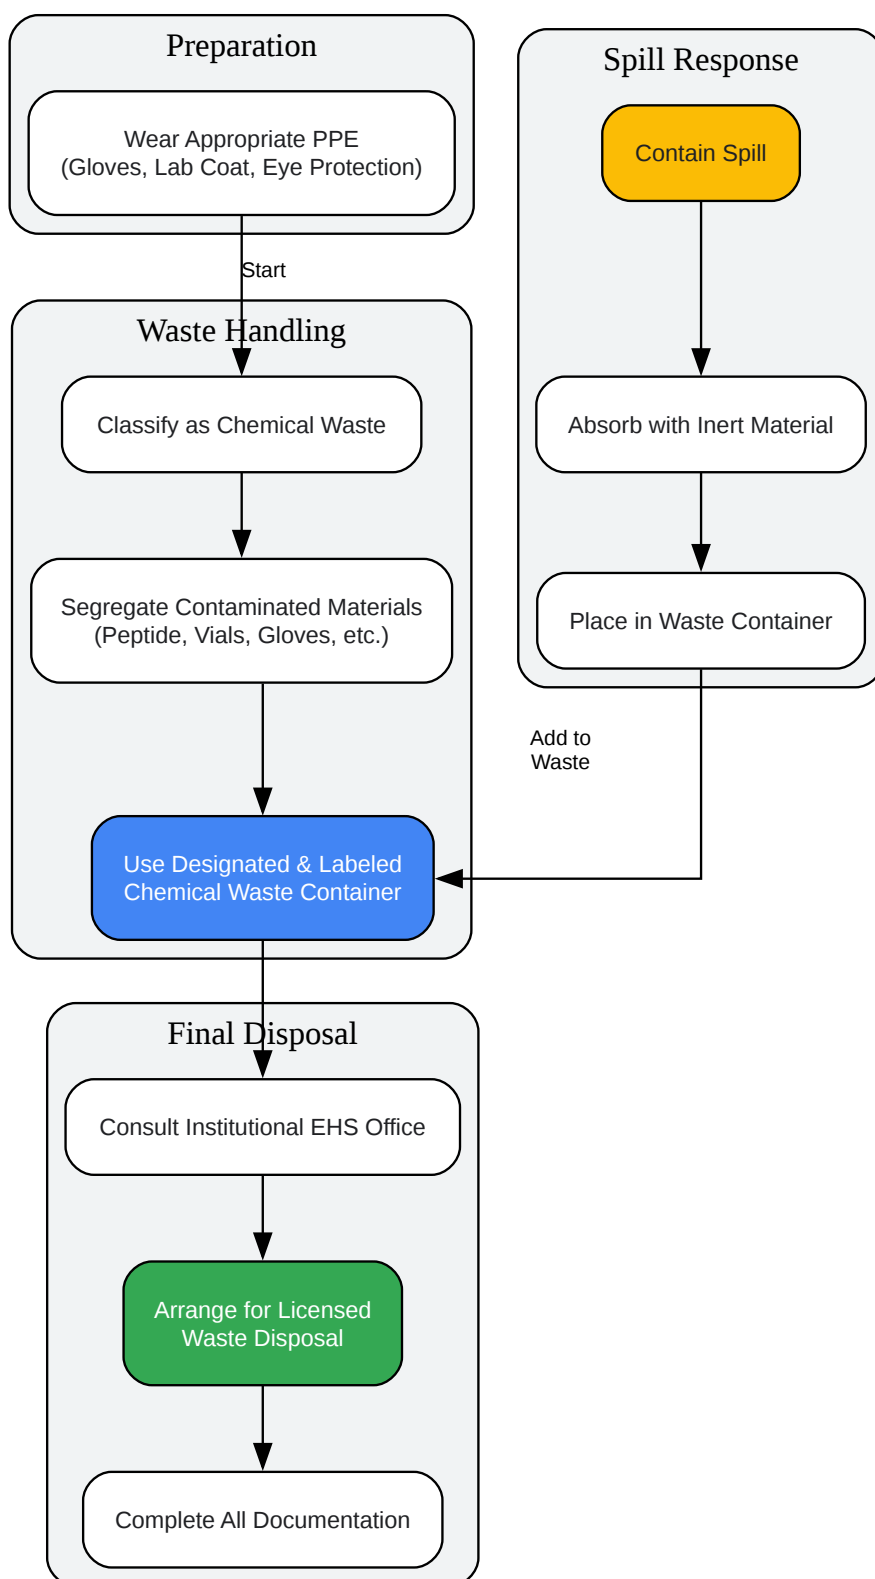 Preparation
Wear Appropriate PPE
(Gloves, Lab Coat, Eye Protection)
Start
Waste Handling
Classify as Chemical Waste
Segregate Contaminated Materials
(Peptide, Vials, Gloves, etc.)
Use Designated & Labeled
Chemical Waste Container
Spill Response
Contain Spill
Absorb with Inert Material
Place in Waste Container
Add to
Waste
Final Disposal
Consult Institutional EHS Office
Arrange for Licensed
Waste Disposal
Complete All Documentation